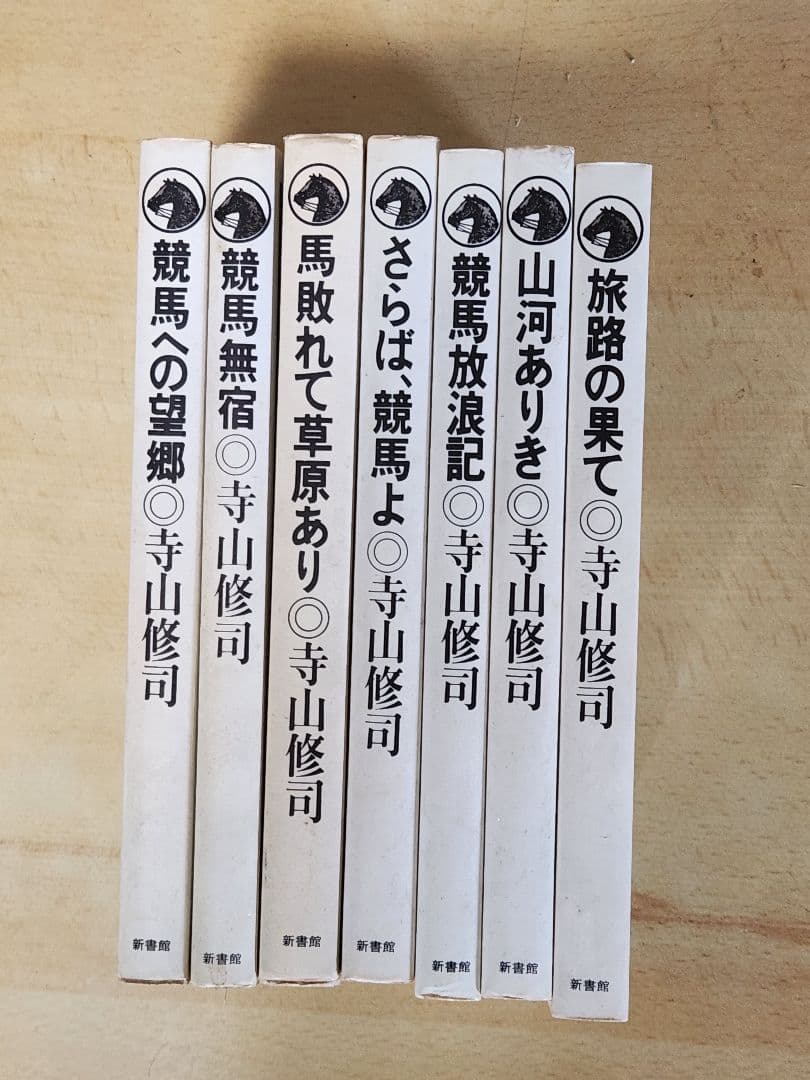 競馬への望郷◎寺山修司
新書館
競馬無宿◎寺山修司
新書館
馬敗れて草原あり◎寺山修司
新書館
さらば、競馬よ◎寺山修司
新書館
競馬放浪記◎寺山修司
新書館
山河ありき◎寺山修司
新書館
旅路の果て◎寺山修司
新書館